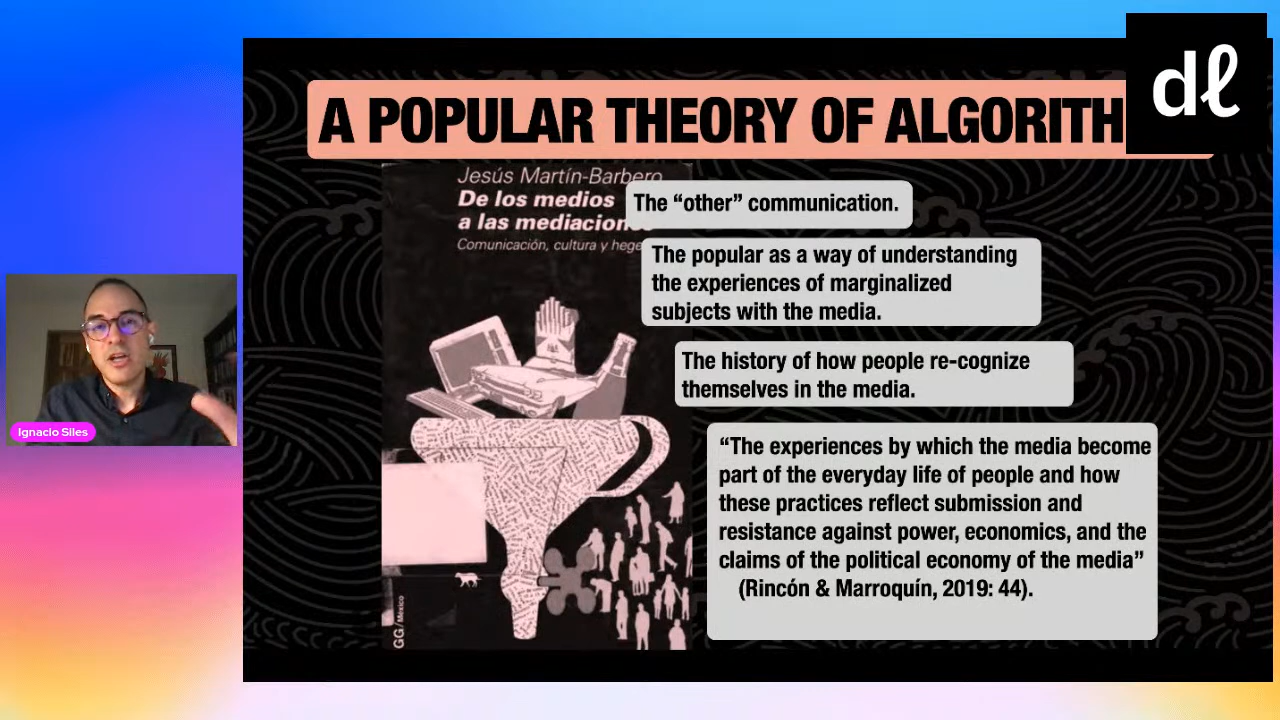 dℓ
A POPULAR THEORY OF ALGORITH
Jesús Martín-Barbero
De los medios
a las mediacion
Comunicación, cultura y hege
The “other” communication.
The popular as a way of understanding
the experiences of marginalized
subjects with the media.
The history of how people re-cognize
themselves in the media.
“The experiences by which the media become
part of the everyday life of people and how
these practices reflect submission and
resistance against power, economics, and the
claims of the political economy of the media”
(Rincón & Marroquín, 2019: 44).
GG/México
Ignacio Siles